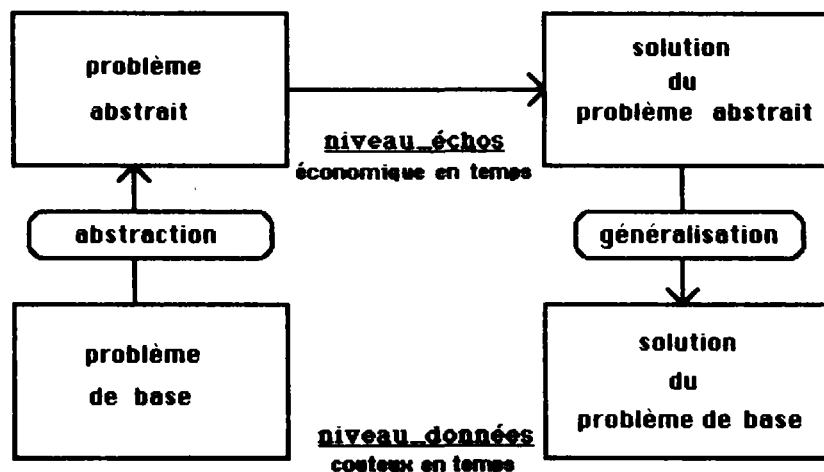 problème
abstrait
solution
du
problème abstrait
niveau_échos
économique en temps
abstraction
généralisation
problème
de base
solution
du
problème de base
niveau_données
couteux en temps